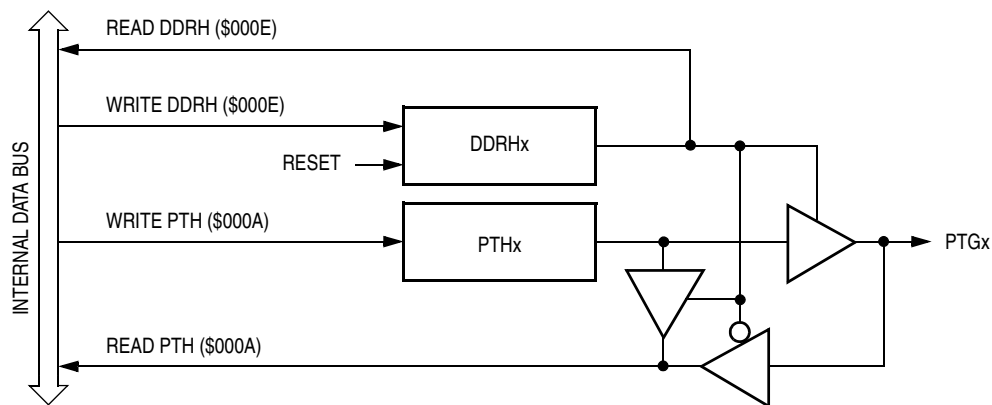 READ DDRH ($000E)
WRITE DDRH ($000E)
DDRHx
RESET
INTERNAL DATA BUS
WRITE PTH ($000A)
PTHx
PTGx
READ PTH ($000A)